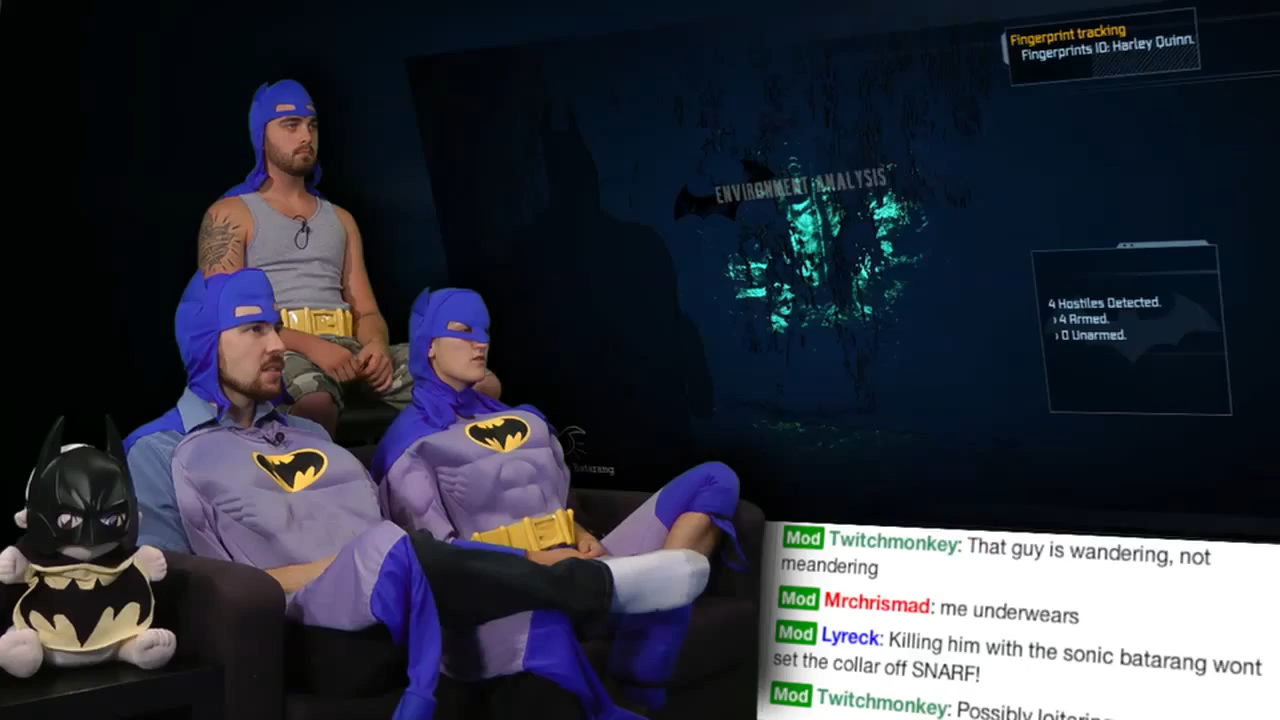 Fingerprint tracking
Fingerprints ID: Harley Quinn.
ENVIRONMENT ANALYSIS
4 Hostiles Detected.
› 4 Armed.
› 0 Unarmed.
Batarang
Mod Twitchmonkey: That guy is wandering, not
meandering
Mod Mrchrismad: me underwears
Mod Lyreck: Killing him with the sonic batarang wont
set the collar off SNARF!
Mod Twitchmonkey: Possibly